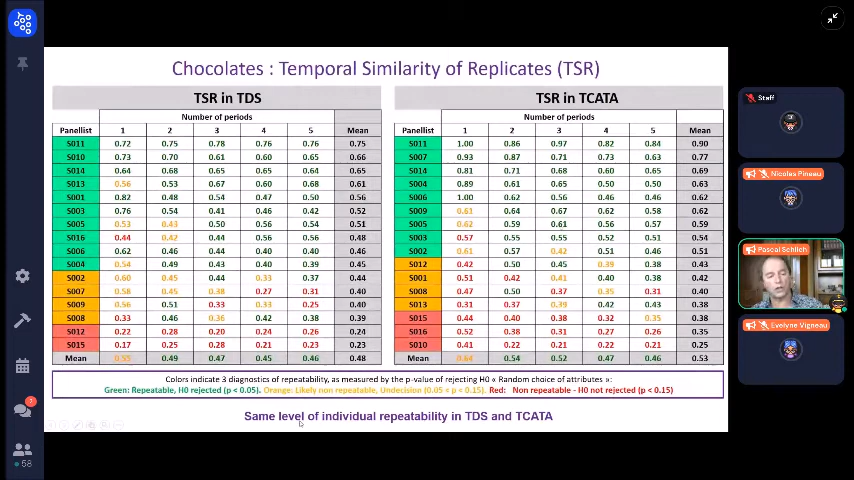 Chocolates : Temporal Similarity of Replicates (TSR)
TSR in TDS
Number of periods
Panellist 1 2 3 4 5 Mean
S011 0.72 0.75 0.78 0.76 0.76 0.75
S010 0.73 0.70 0.61 0.60 0.65 0.66
S014 0.64 0.68 0.65 0.64 0.64 0.65
S013 0.56 0.53 0.67 0.60 0.68 0.61
S001 0.82 0.48 0.54 0.47 0.50 0.56
S003 0.76 0.54 0.41 0.46 0.42 0.52
S005 0.53 0.43 0.50 0.56 0.54 0.51
S016 0.44 0.42 0.44 0.56 0.56 0.48
S006 0.62 0.46 0.44 0.40 0.40 0.46
S004 0.54 0.49 0.43 0.40 0.39 0.45
S002 0.60 0.45 0.44 0.33 0.37 0.44
S007 0.58 0.45 0.38 0.27 0.31 0.40
S009 0.56 0.51 0.33 0.33 0.25 0.40
S008 0.33 0.46 0.36 0.42 0.38 0.39
S012 0.22 0.28 0.20 0.24 0.26 0.24
S015 0.17 0.25 0.28 0.21 0.23 0.23
Mean 0.55 0.49 0.47 0.45 0.46 0.48
TSR in TCATA
Number of periods
Panellist 1 2 3 4 5 Mean
S011 1.00 0.86 0.97 0.82 0.84 0.90
S007 0.93 0.87 0.71 0.73 0.63 0.77
S014 0.81 0.71 0.68 0.60 0.65 0.69
S004 0.89 0.61 0.65 0.50 0.50 0.63
S006 1.00 0.62 0.56 0.46 0.46 0.62
S009 0.61 0.64 0.67 0.62 0.58 0.62
S005 0.62 0.59 0.61 0.56 0.57 0.59
S003 0.57 0.55 0.55 0.52 0.51 0.54
S002 0.61 0.57 0.42 0.51 0.46 0.51
S012 0.42 0.50 0.45 0.39 0.38 0.43
S001 0.51 0.42 0.41 0.40 0.38 0.42
S008 0.47 0.50 0.37 0.35 0.31 0.40
S013 0.31 0.37 0.39 0.42 0.43 0.38
S015 0.44 0.40 0.38 0.32 0.35 0.38
S016 0.52 0.38 0.31 0.27 0.26 0.35
S010 0.41 0.22 0.21 0.22 0.21 0.25
Mean 0.64 0.54 0.52 0.47 0.46 0.53
Colors indicate 3 diagnostics of repeatability, as measured by the p-value of rejecting H0 « Random choice of attributes »:
Green: Repeatable, H0 rejected (p < 0.05). Orange: Likely non repeatable, Undecision (0.05 < p < 0.15). Red: Non repeatable - H0 not rejected (p < 0.15)
Same level of individual repeatability in TDS and TCATA
Staff
Nicolas Pineau
Pascal Schlich
Evelyne Vigneau
7
58